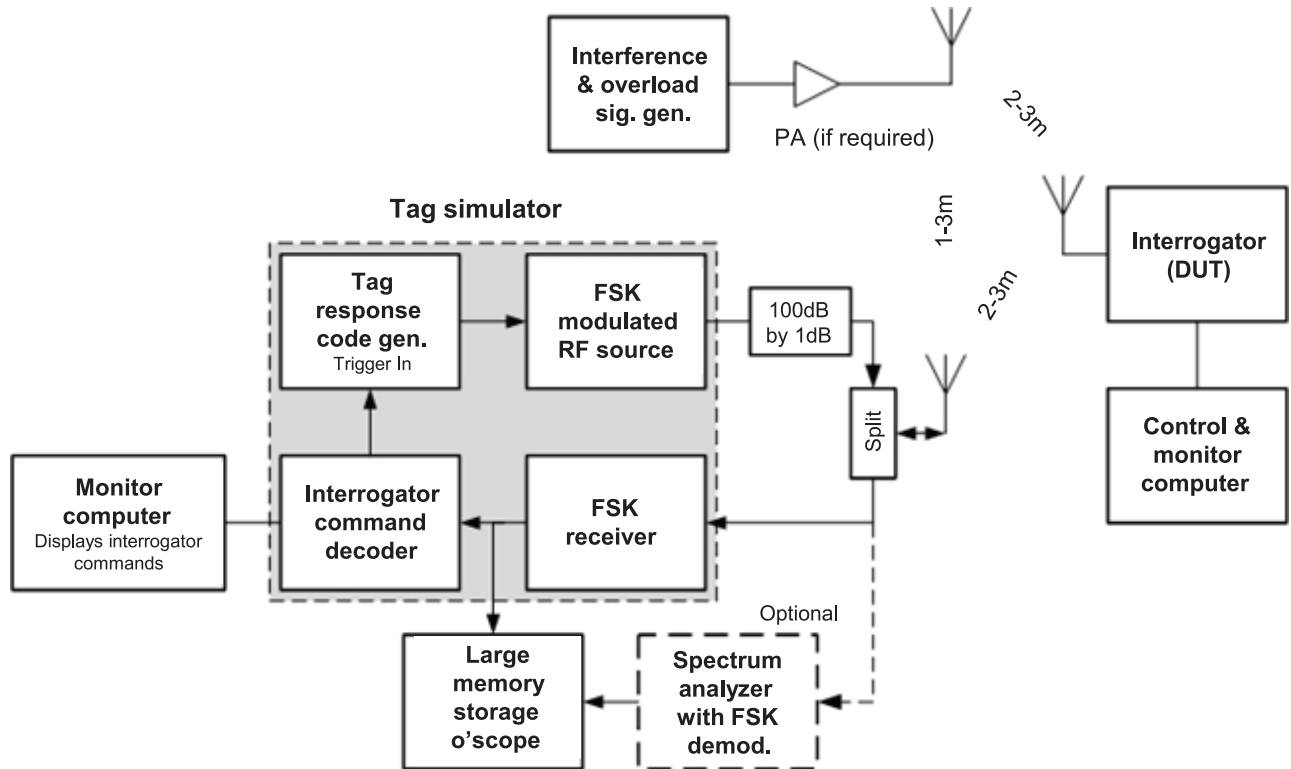 Interference
& overload
sig. gen.
PA (if required)
2-3m
1-3m
2-3m
Interrogator
(DUT)
Tag simulator
Tag
response
code gen.
Trigger In
FSK
modulated
RF source
100dB
by 1dB
Split
Control &
monitor
computer
Monitor
computer
Displays interrogator
commands
Interrogator
command
decoder
FSK
receiver
Optional
Large
memory
storage
o’scope
Spectrum
analyzer
with FSK
demod.